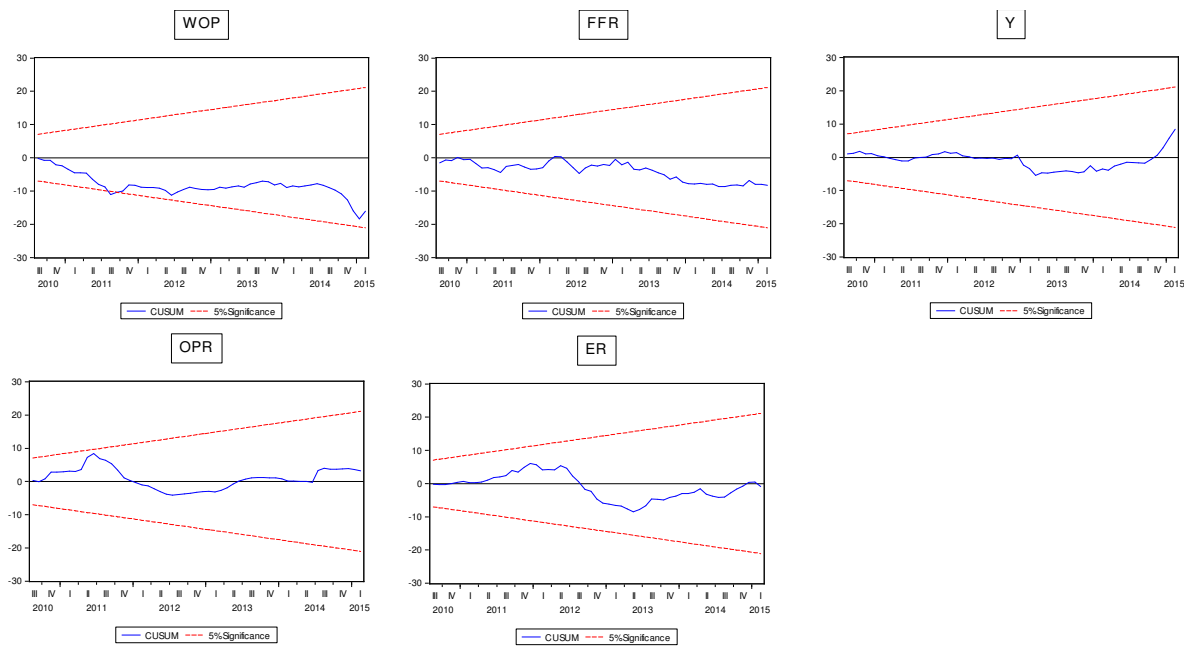 WOP
30
20
10
0
-10
-20
-30
III IV I II III IV I II III IV I II III IV I II III IV I
2010 2011 2012 2013 2014 2015
CUSUM 5%Significance
FFR
30
20
10
0
-10
-20
-30
III IV I II III IV I II III IV I II III IV I II III IV I
2010 2011 2012 2013 2014 2015
CUSUM 5%Significance
Y
30
20
10
0
-10
-20
-30
III IV I II III IV I II III IV I II III IV I II III IV I
2010 2011 2012 2013 2014 2015
CUSUM 5%Significance
OPR
30
20
10
0
-10
-20
-30
III IV I II III IV I II III IV I II III IV I II III IV I
2010 2011 2012 2013 2014 2015
CUSUM 5%Significance
ER
30
20
10
0
-10
-20
-30
III IV I II III IV I II III IV I II III IV I II III IV I
2010 2011 2012 2013 2014 2015
CUSUM 5%Significance